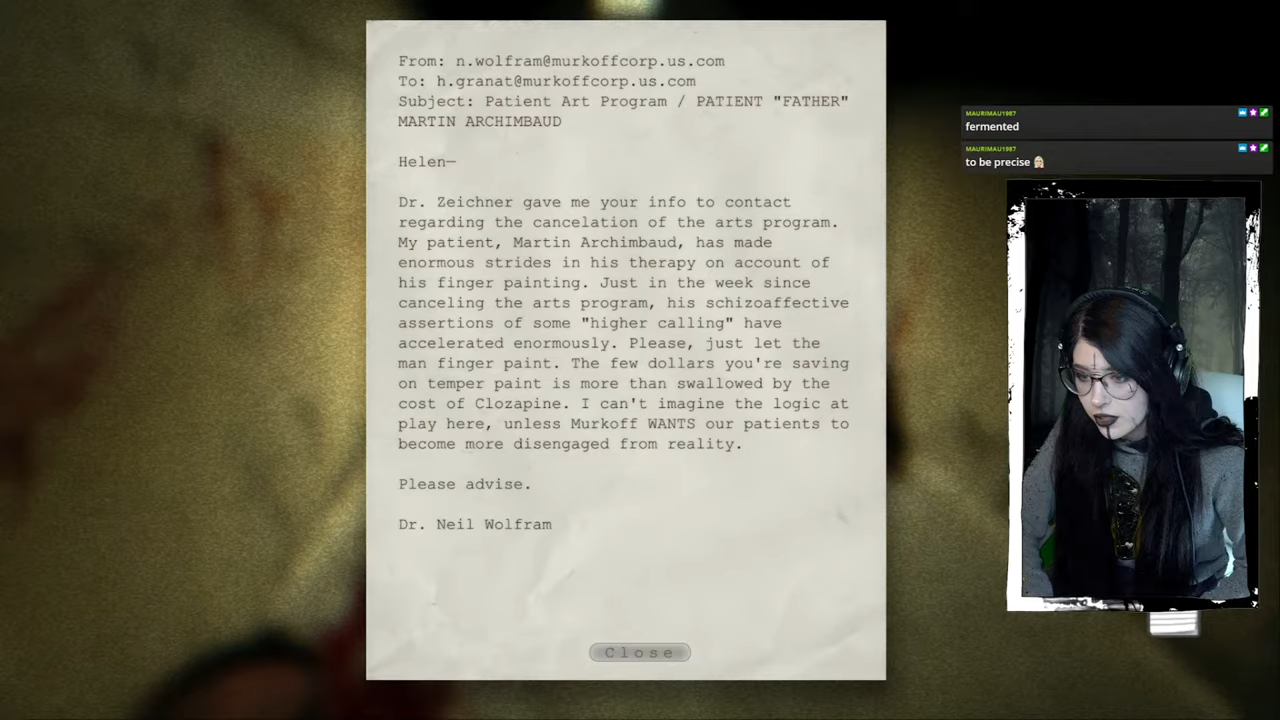 From: n.wolfram@murkoffcorp.us.com
To: h.granat@murkoffcorp.us.com
Subject: Patient Art Program / PATIENT "FATHER"
MARTIN ARCHIMBAUD
Helen—
Dr. Zeichner gave me your info to contact
regarding the cancelation of the arts program.
My patient, Martin Archimbaud, has made
enormous strides in his therapy on account of
his finger painting. Just in the week since
canceling the arts program, his schizoaffective
assertions of some "higher calling" have
accelerated enormously. Please, just let the
man finger paint. The few dollars you're saving
on temper paint is more than swallowed by the
cost of Clozapine. I can't imagine the logic at
play here, unless Murkoff WANTS our patients to
become more disengaged from reality.
Please advise.
Dr. Neil Wolfram
Close
MAURIMAU1987
fermented
MAURIMAU1987
to be precise